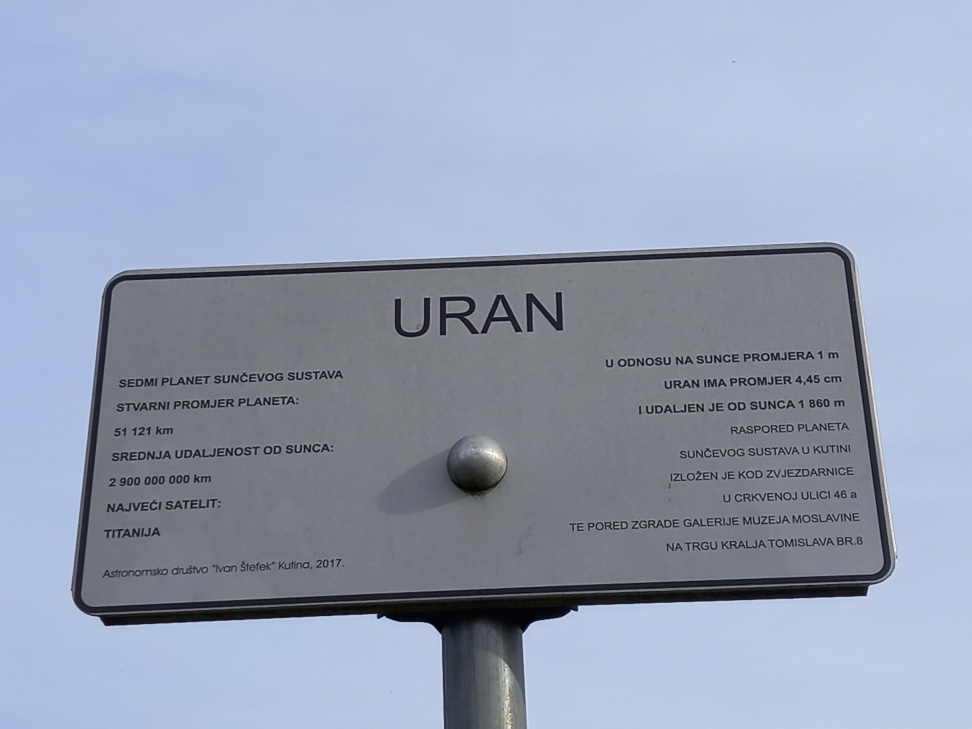 URAN
SEDMI PLANET SUNČEVOG SUSTAVA
STVARNI PROMJER PLANETA:
51 121 km
SREDNJA UDALJENOST OD SUNCA:
2 900 000 000 km
NAJVEĆI SATELIT:
TITANIJA
Astronomsko društvo "Ivan Štefek" Kutina, 2017.
U ODNOSU NA SUNCE PROMJERA 1 m
URAN IMA PROMJER 4,45 cm
I UDALJEN JE OD SUNCA 1 860 m
RASPORED PLANETA
SUNČEVOG SUSTAVA U KUTINI
IZLOŽEN JE KOD ZVJEZDARNICE
U CRKVENOJ ULICI 46 a
TE PORED ZGRADE GALERIJE MUZEJA MOSLAVINE
NA TRGU KRALJA TOMISLAVA BR.8